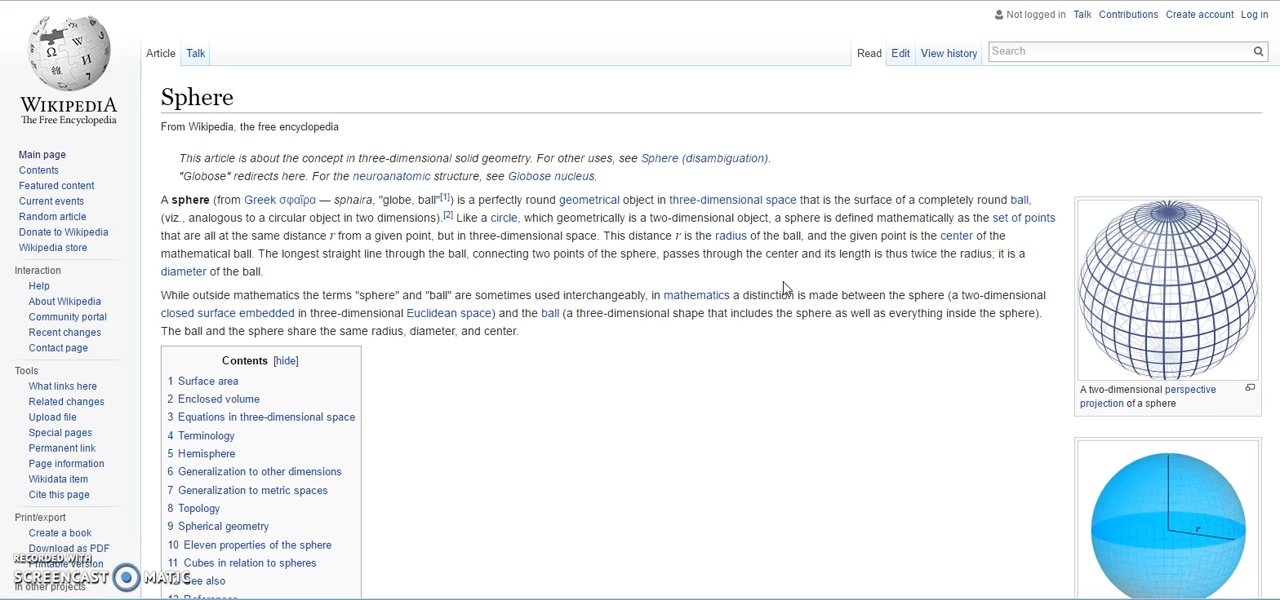 Not logged in Talk Contributions Create account Log in
Article Talk Read Edit View history Search
WIKIPEDIA
The Free Encyclopedia
Main page
Contents
Featured content
Current events
Random article
Donate to Wikipedia
Wikipedia store
Interaction
Help
About Wikipedia
Community portal
Recent changes
Contact page
Tools
What links here
Related changes
Upload file
Special pages
Permanent link
Page information
Wikidata item
Cite this page
Print/export
Create a book
Download as PDF
Printable version
In other projects
RECORDED WITH
SCREENCAST MATIC
Sphere
From Wikipedia, the free encyclopedia
This article is about the concept in three-dimensional solid geometry. For other uses, see Sphere (disambiguation).
"Globose" redirects here. For the neuroanatomic structure, see Globose nucleus.
A sphere (from Greek σφαῖρα — sphaira, "globe, ball"[1]) is a perfectly round geometrical object in three-dimensional space that is the surface of a completely round ball,
(viz., analogous to a circular object in two dimensions).[2] Like a circle, which geometrically is a two-dimensional object, a sphere is defined mathematically as the set of points
that are all at the same distance r from a given point, but in three-dimensional space. This distance r is the radius of the ball, and the given point is the center of the
mathematical ball. The longest straight line through the ball, connecting two points of the sphere, passes through the center and its length is thus twice the radius; it is a
diameter of the ball.
While outside mathematics the terms "sphere" and "ball" are sometimes used interchangeably, in mathematics a distinction is made between the sphere (a two-dimensional
closed surface embedded in three-dimensional Euclidean space) and the ball (a three-dimensional shape that includes the sphere as well as everything inside the sphere).
The ball and the sphere share the same radius, diameter, and center.
Contents [hide]
1 Surface area
2 Enclosed volume
3 Equations in three-dimensional space
4 Terminology
5 Hemisphere
6 Generalization to other dimensions
7 Generalization to metric spaces
8 Topology
9 Spherical geometry
10 Eleven properties of the sphere
11 Cubes in relation to spheres
See also
13 References
A two-dimensional perspective
projection of a sphere
r